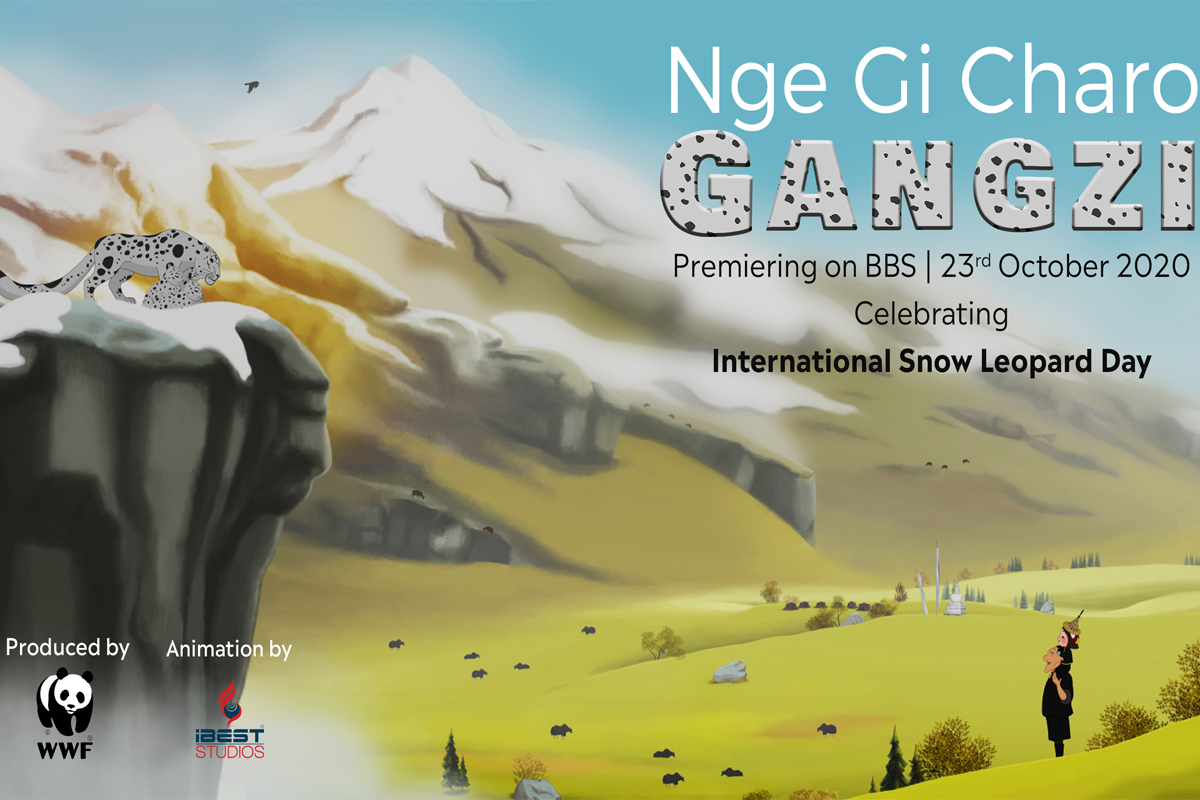 Nge Gi Charo
GANGZI
Premiering on BBS | 23rd October 2020
Celebrating
International Snow Leopard Day
Produced by
Animation by
WWF
iBEST
STUDIOS